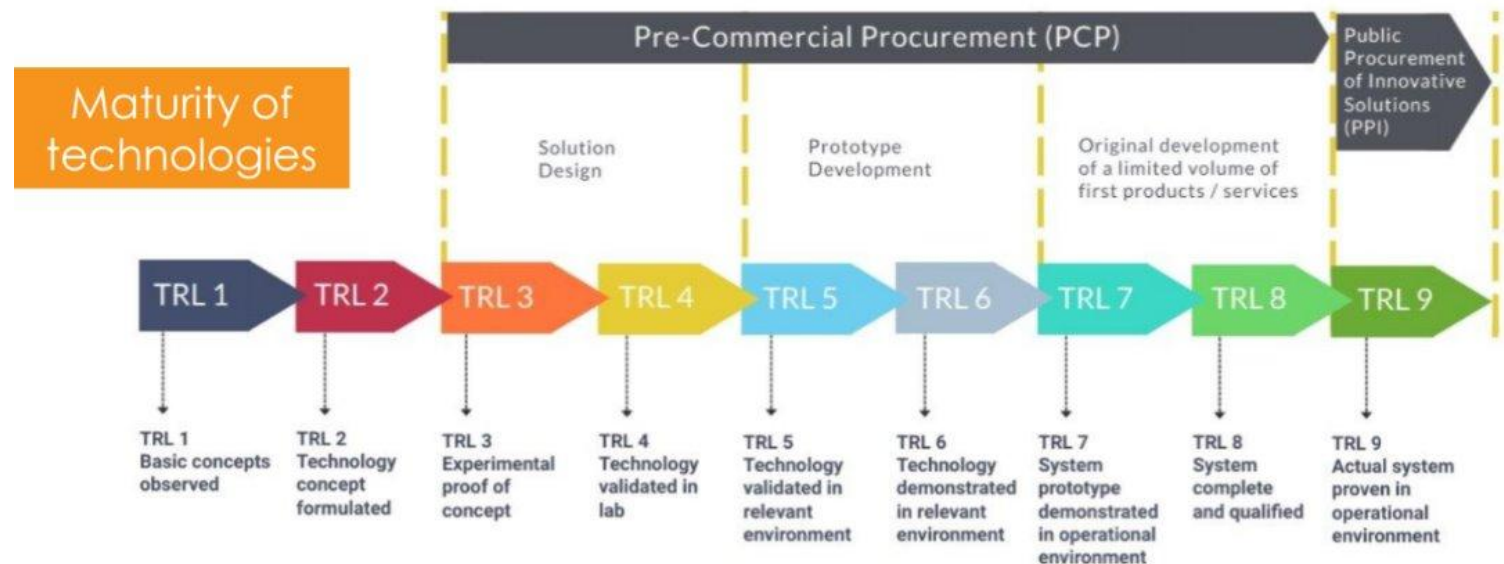 Pre-Commercial Procurement (PCP)
Public
Procurement
of Innovative
Solutions
(PPI)
Maturity of
technologies
Solution
Design
Prototype
Development
Original development
of a limited volume of
first products / services
TRL 1
TRL 2
TRL 3
TRL 4
TRL 5
TRL 6
TRL 7
TRL 8
TRL 9
TRL 1
Basic concepts
observed
TRL 2
Technology
concept
formulated
TRL 3
Experimental
proof of
concept
TRL 4
Technology
validated in
lab
TRL 5
Technology
validated in
relevant
environment
TRL 6
Technology
demonstrated
in relevant
environment
TRL 7
System
prototype
demonstrated
in operational
environment
TRL 8
System
complete
and qualified
TRL 9
Actual system
proven in
operational
environment